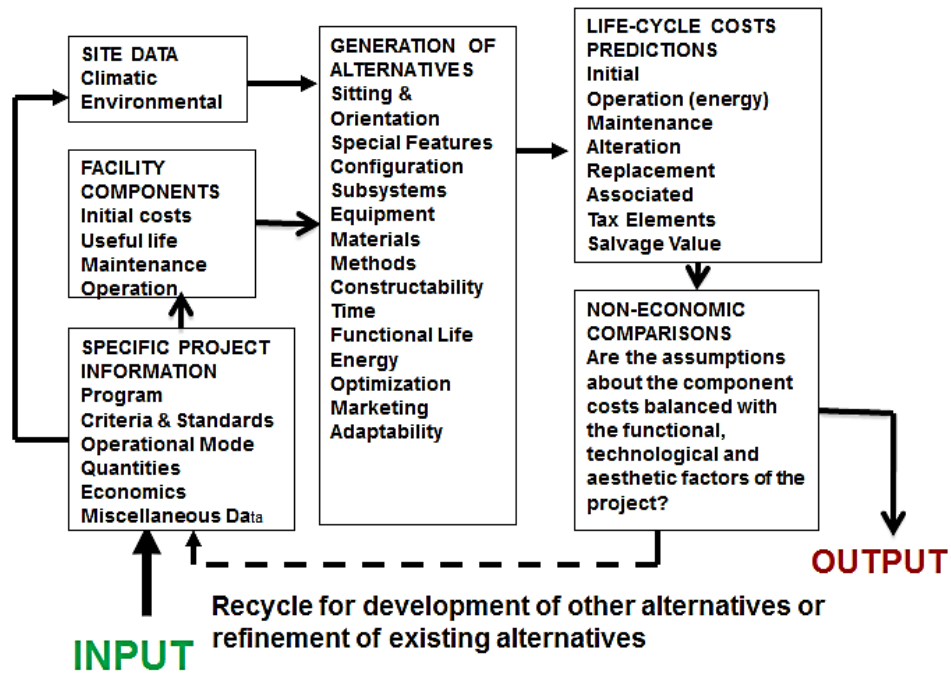 SITE DATA
Climatic
Environmental
FACILITY
COMPONENTS
Initial costs
Useful life
Maintenance
Operation
SPECIFIC PROJECT
INFORMATION
Program
Criteria & Standards
Operational Mode
Quantities
Economics
Miscellaneous Data
GENERATION OF
ALTERNATIVES
Sitting &
Orientation
Special Features
Configuration
Subsystems
Equipment
Materials
Methods
Constructability
Time
Functional Life
Energy
Optimization
Marketing
Adaptability
LIFE-CYCLE COSTS
PREDICTIONS
Initial
Operation (energy)
Maintenance
Alteration
Replacement
Associated
Tax Elements
Salvage Value
NON-ECONOMIC
COMPARISONS
Are the assumptions
about the component
costs balanced with
the functional,
technological and
aesthetic factors of the
project?
OUTPUT
Recycle for development of other alternatives or
refinement of existing alternatives
INPUT